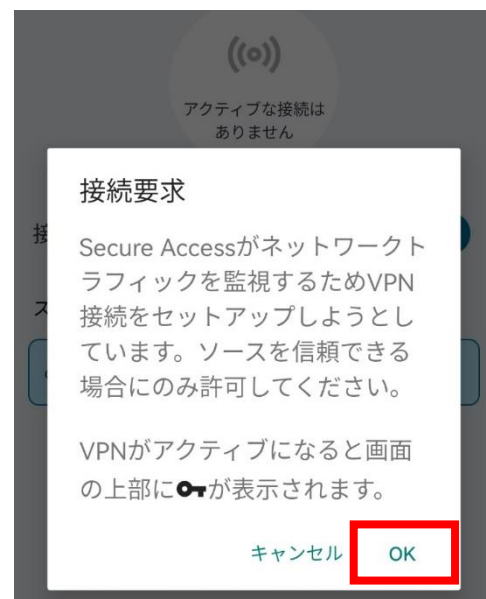 アクティブな接続は
ありません
接続要求
接
Secure Accessがネットワークト
ラフィックを監視するためVPN
ス
接続をセットアップしようとし
ています。ソースを信頼できる
場合にのみ許可してください。
VPNがアクティブになると画面
の上部にが表示されます。
キャンセル OK